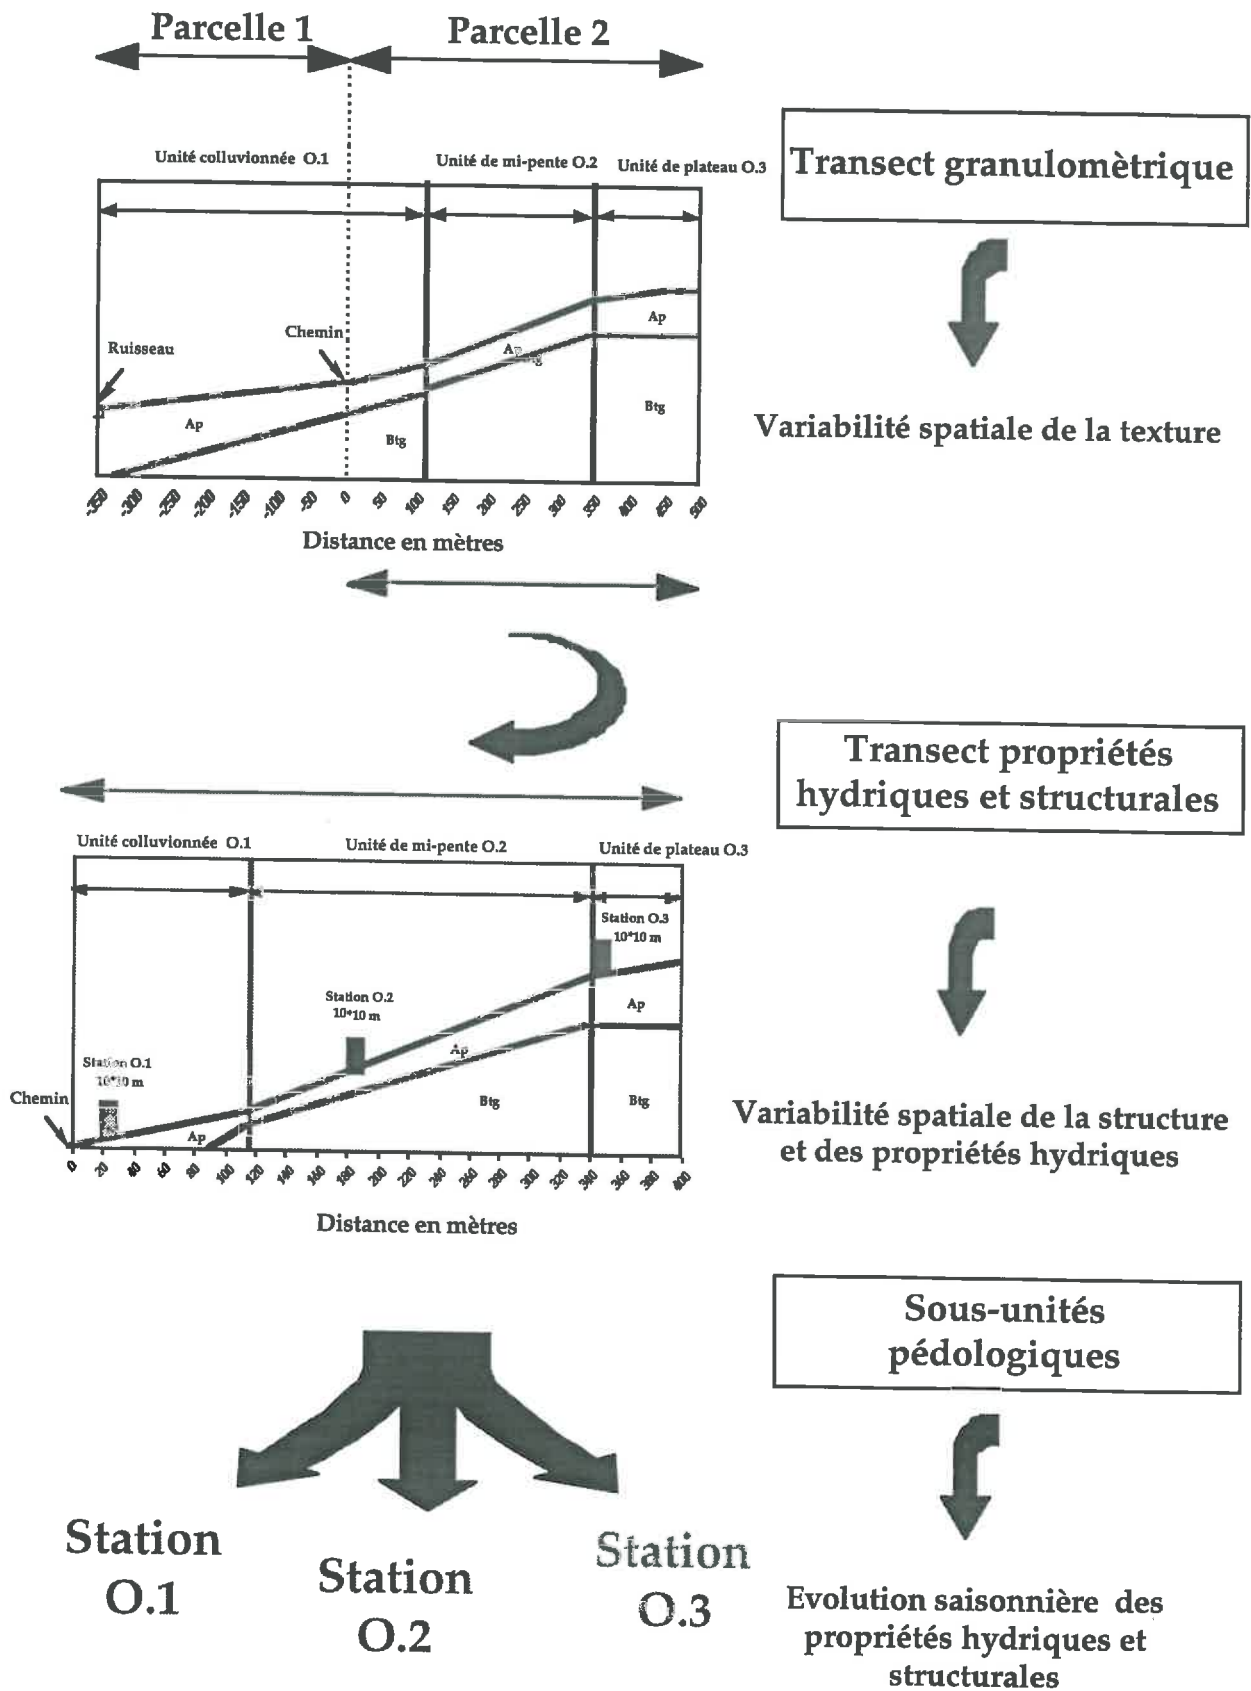 Parcelle 1
Parcelle 2
Unité colluvionnée O.1
Unité de mi-pente O.2
Unité de plateau O.3
Transect granulomètrique
Ruisseau
Chemin
Ap
Ap
Ap
Btg
Btg
Variabilité spatiale de la texture
-350 -300 -250 -200 -150 -100 -50 0 50 100 150 200 250 300 350 400 450 500
Distance en mètres
Transect propriétés
hydriques et structurales
Unité colluvionnée O.1
Unité de mi-pente O.2
Unité de plateau O.3
Station O.3
10*10 m
Station O.2
10*10 m
Station O.1
10*10 m
Chemin
Ap
Ap
Ap
Btg
Btg
0 20 40 60 80 100 120 140 160 180 200 220 240 260 280 300 320 340 360 380 400
Distance en mètres
Variabilité spatiale de la structure
et des propriétés hydriques
Sous-unités
pédologiques
Station
O.1
Station
O.2
Station
O.3
Evolution saisonnière des
propriétés hydriques et
structurales